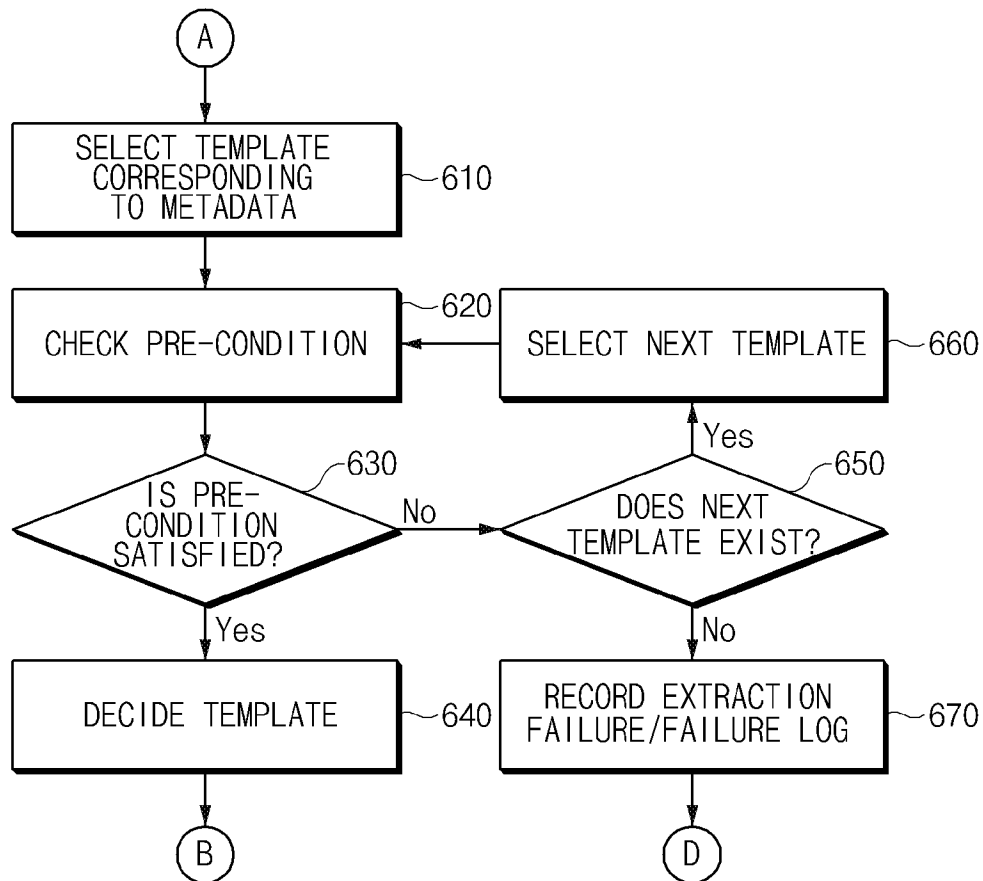 A
SELECT TEMPLATE
CORRESPONDING
TO METADATA
610
CHECK PRE-CONDITION
620
SELECT NEXT TEMPLATE
660
IS PRE-
CONDITION
SATISFIED?
630
No
Yes
DOES NEXT
TEMPLATE EXIST?
650
Yes
No
DECIDE TEMPLATE
640
RECORD EXTRACTION
FAILURE/FAILURE LOG
670
B
D